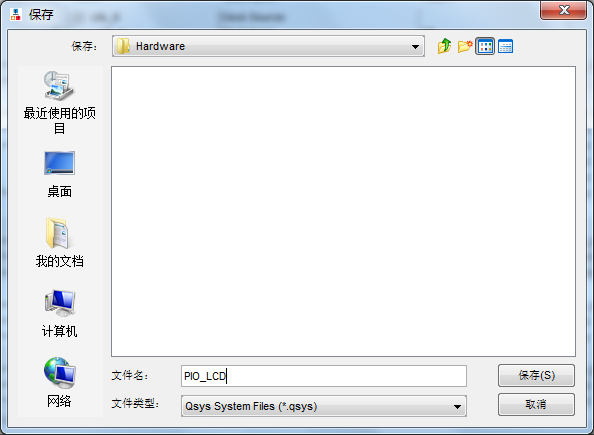 保存
保存：
Hardware
最近使用的项
目
桌面
我的文档
计算机
网络
文件名：
PIO_LCD
保存(S)
文件类型：
Qsys System Files (*.qsys)
取消